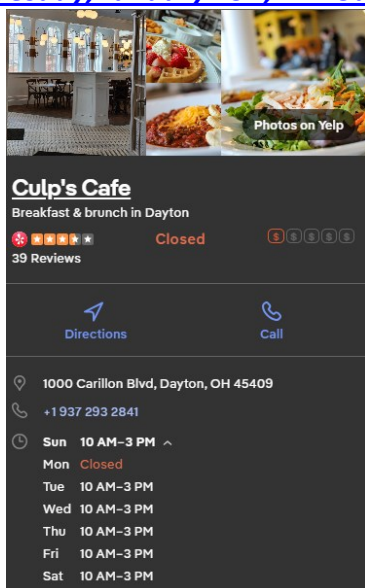 Photos on Yelp
Culp's Cafe
Breakfast & brunch in Dayton
Closed
$ $ $ $ $
39 Reviews
Directions
Call
1000 Carillon Blvd, Dayton, OH 45409
+1 937 293 2841
Sun 10 AM–3 PM
Mon Closed
Tue 10 AM–3 PM
Wed 10 AM–3 PM
Thu 10 AM–3 PM
Fri 10 AM–3 PM
Sat 10 AM–3 PM